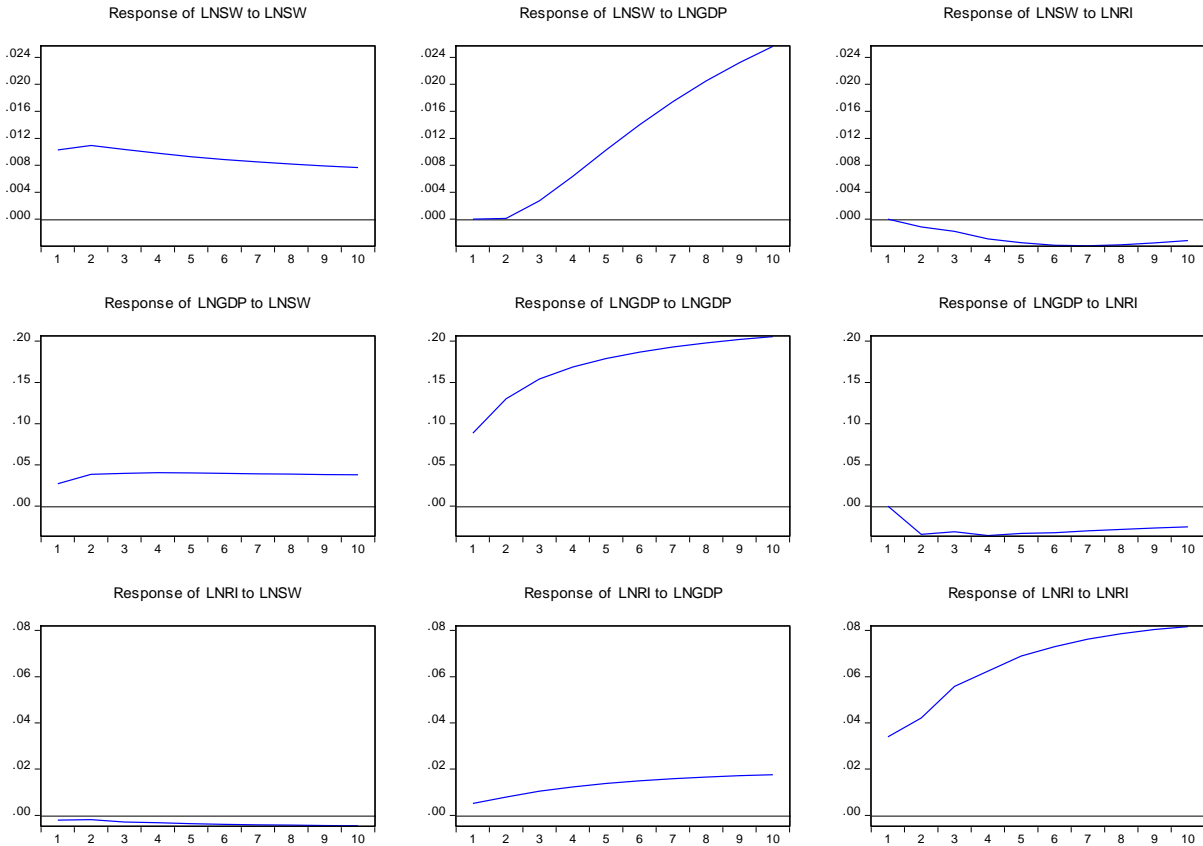 Response of LNSW to LNSW
.024
.020
.016
.012
.008
.004
.000
1 2 3 4 5 6 7 8 9 10
Response of LNSW to LNGDP
.024
.020
.016
.012
.008
.004
.000
1 2 3 4 5 6 7 8 9 10
Response of LNSW to LNRI
.024
.020
.016
.012
.008
.004
.000
1 2 3 4 5 6 7 8 9 10
Response of LNGDP to LNSW
.20
.15
.10
.05
.00
1 2 3 4 5 6 7 8 9 10
Response of LNGDP to LNGDP
.20
.15
.10
.05
.00
1 2 3 4 5 6 7 8 9 10
Response of LNGDP to LNRI
.20
.15
.10
.05
.00
1 2 3 4 5 6 7 8 9 10
Response of LNRI to LNSW
.08
.06
.04
.02
.00
1 2 3 4 5 6 7 8 9 10
Response of LNRI to LNGDP
.08
.06
.04
.02
.00
1 2 3 4 5 6 7 8 9 10
Response of LNRI to LNRI
.08
.06
.04
.02
.00
1 2 3 4 5 6 7 8 9 10